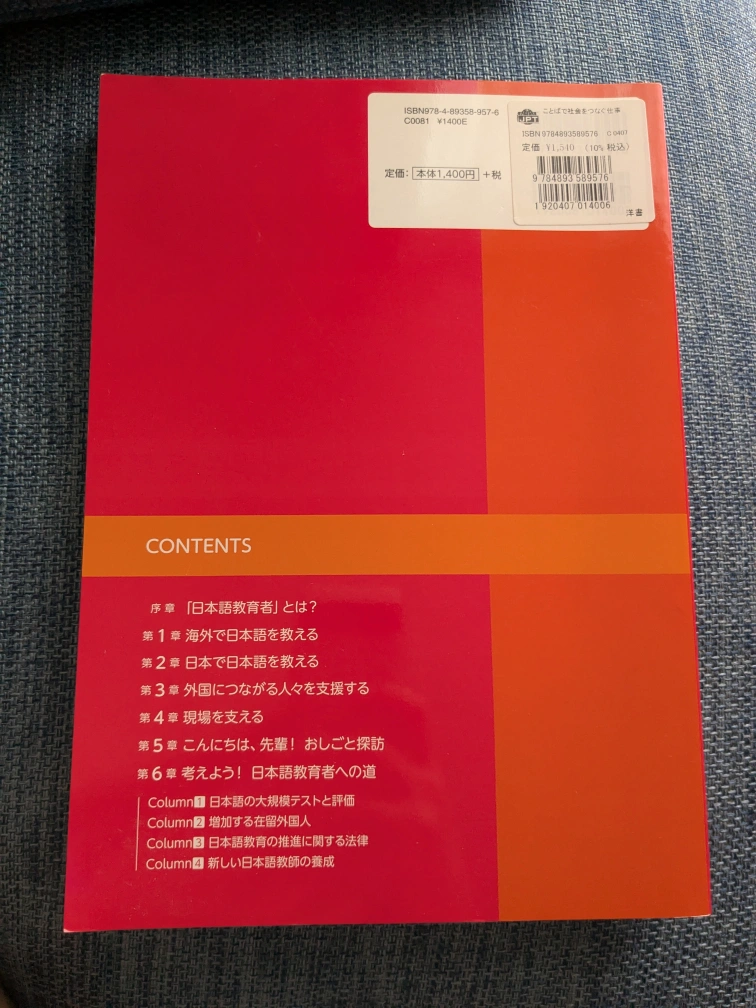 ISBN978-4-89358-957-6
C0081 ¥1400E
定価：本体1,400円＋税
JPT
ことばで社会をつなぐ仕事
ISBN 9784893589576 C 0407
定価 ¥1,540 (10% 税込)
9 784893 589576
1 920407 014006
洋書
CONTENTS
序章 「日本語教育者」とは？
第1章 海外で日本語を教える
第2章 日本で日本語を教える
第3章 外国につながる人々を支援する
第4章 現場を支える
第5章 こんにちは、先輩！ おしごと探訪
第6章 考えよう！ 日本語教育者への道
Column1 日本語の大規模テストと評価
Column2 増加する在留外国人
Column3 日本語教育の推進に関する法律
Column4 新しい日本語教師の養成